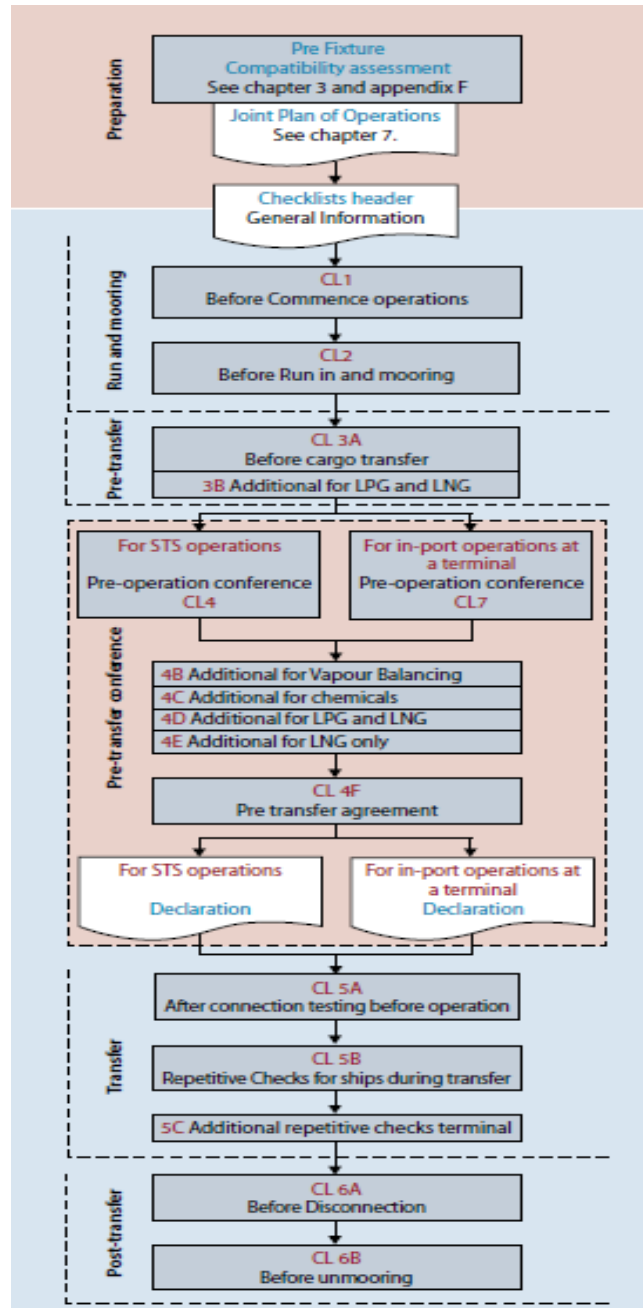 Preparation
Pre Fixture
Compatibility assessment
See chapter 3 and appendix F
Joint Plan of Operations
See chapter 7.
Checklists header
General Information
Run and mooring
CL1
Before Commence operations
CL2
Before Run in and mooring
Pre-transfer
CL 3A
Before cargo transfer
3B Additional for LPG and LNG
Pre-transfer conference
For STS operations
Pre-operation conference
CL4
For in-port operations at
a terminal
Pre-operation conference
CL7
4B Additional for Vapour Balancing
4C Additional for chemicals
4D Additional for LPG and LNG
4E Additional for LNG only
CL 4F
Pre transfer agreement
For STS operations
Declaration
For in-port operations at
a terminal
Declaration
Transfer
CL 5A
After connection testing before operation
CL 5B
Repetitive Checks for ships during transfer
5C Additional repetitive checks terminal
Post-transfer
CL 6A
Before Disconnection
CL 6B
Before unmooring